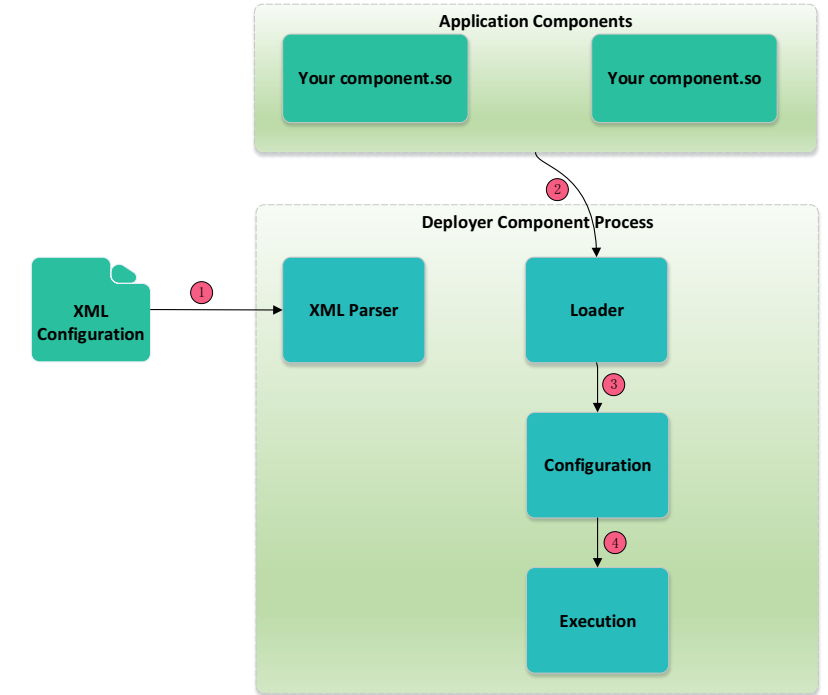 Application Components
Your component.so
Your component.so
2
Deployer Component Process
1
XML
Configuration
XML Parser
Loader
3
Configuration
4
Execution